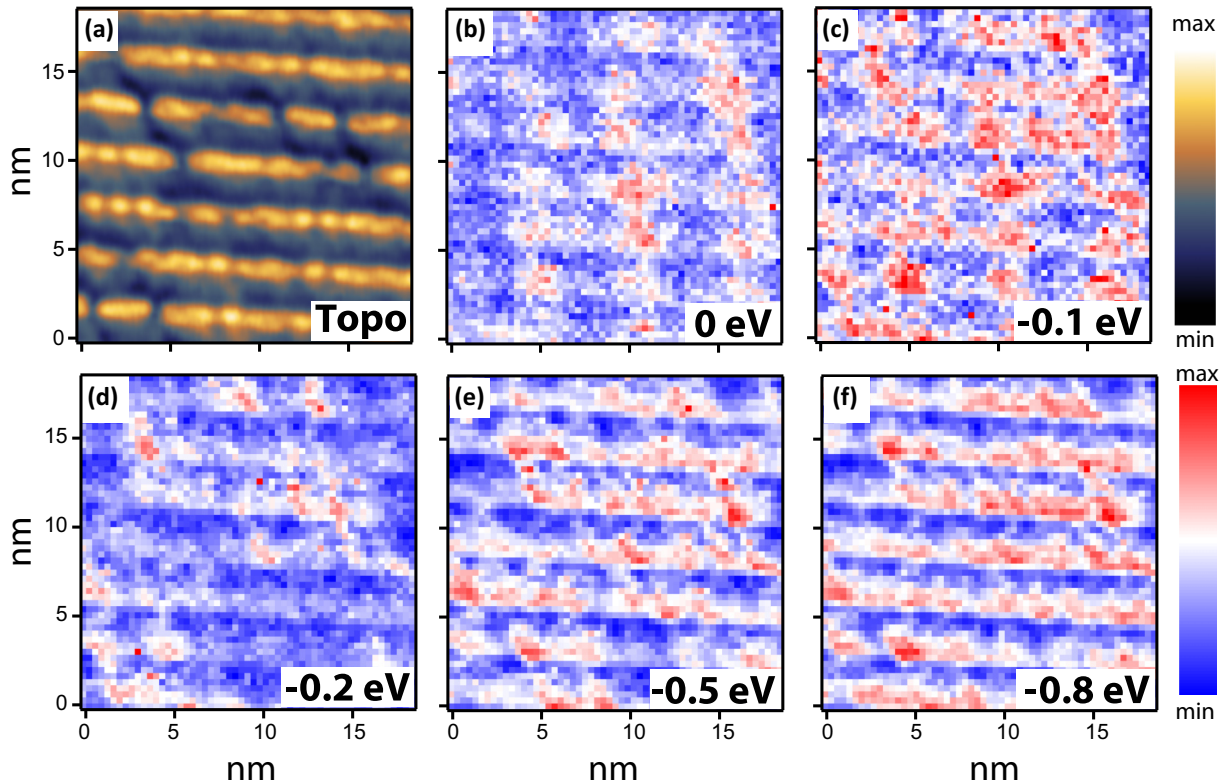 (a)
Topo
(b)
0 eV
(c)
-0.1 eV
max
min
15
10
5
0
nm
(d)
-0.2 eV
(e)
-0.5 eV
(f)
-0.8 eV
max
min
15
10
5
0
nm
0 5 10 15
0 5 10 15
0 5 10 15
nm
nm
nm